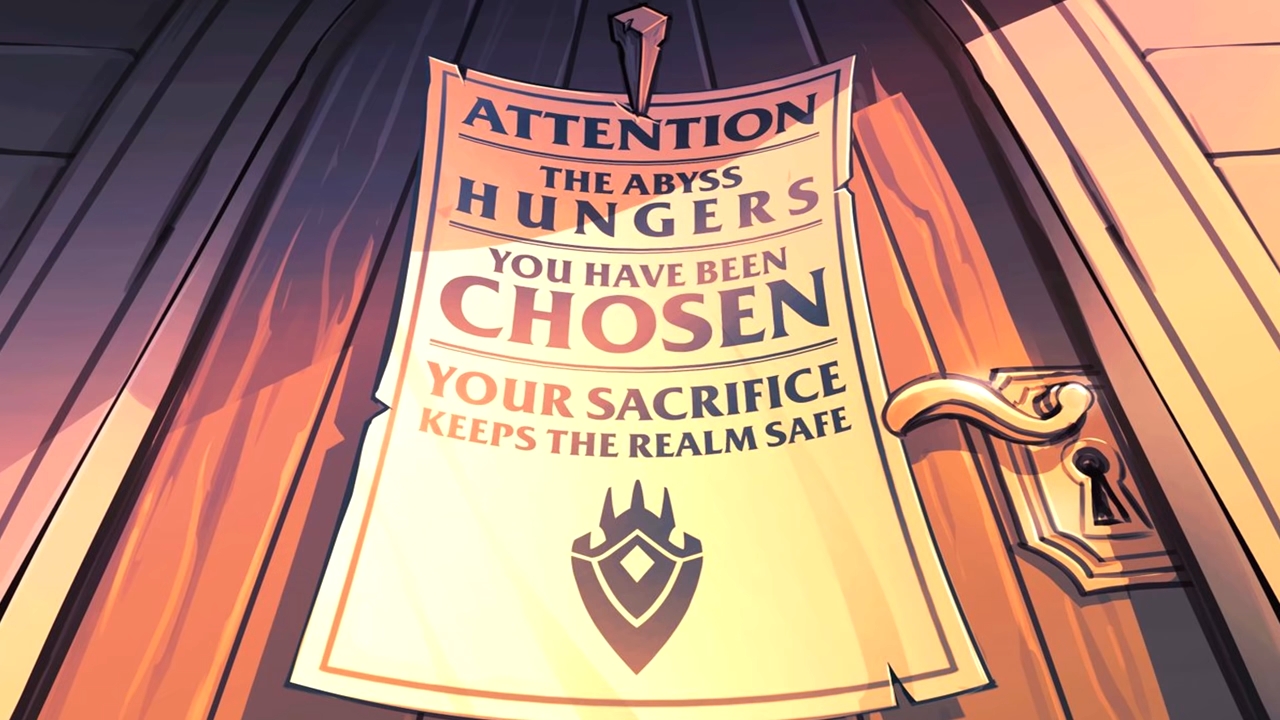 ATTENTION
THE ABYSS
HUNGERS
YOU HAVE BEEN
CHOSEN
YOUR SACRIFICE
KEEPS THE REALM SAFE